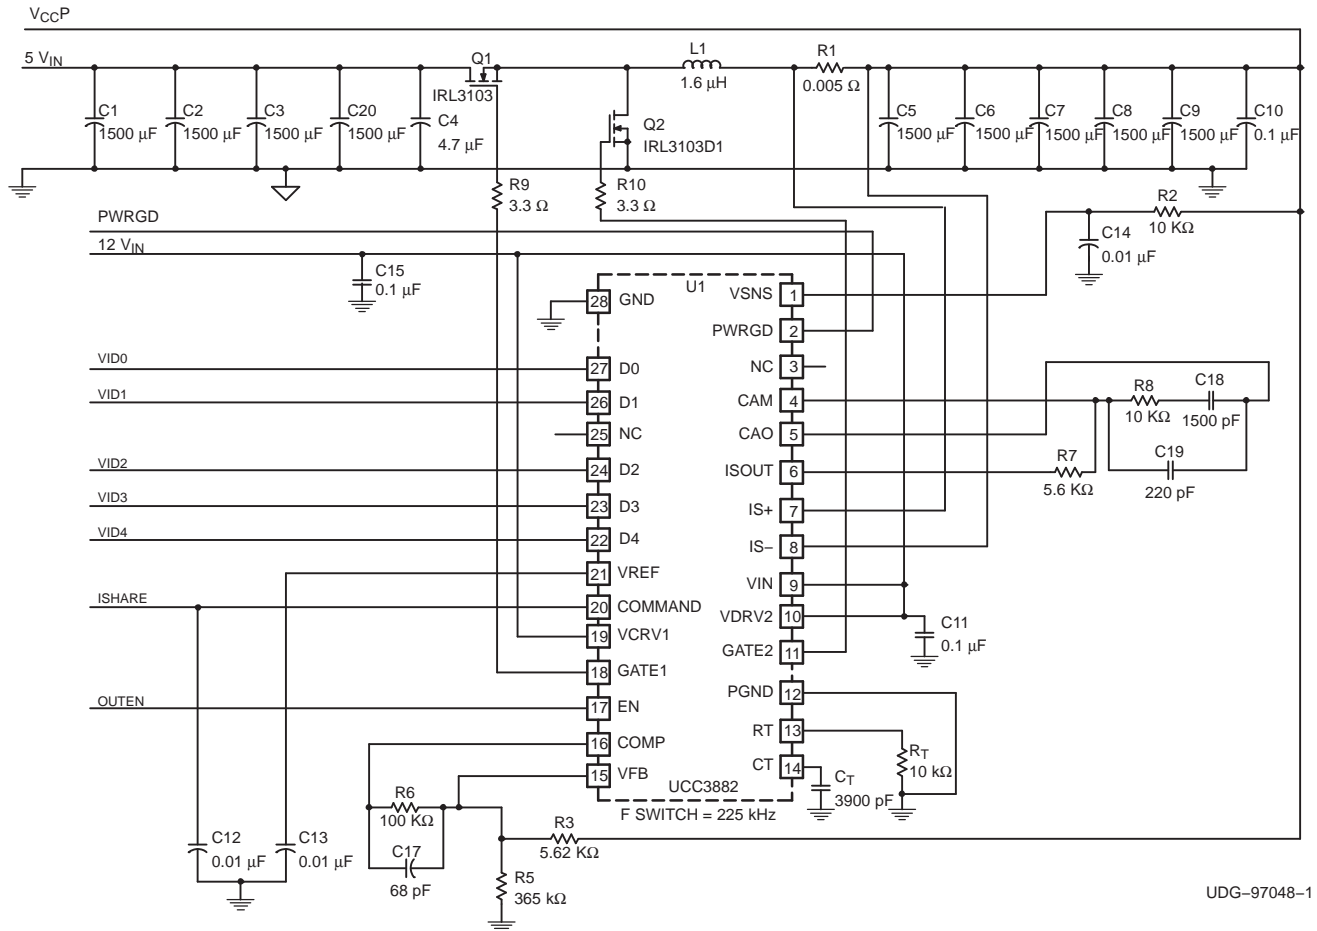 VCCP
5 VIN
Q1
IRL3103
L1
1.6 μH
R1
0.005 Ω
C1
1500 μF
C2
1500 μF
C3
1500 μF
C20
1500 μF
C4
4.7 μF
Q2
IRL3103D1
C5
1500 μF
C6
1500 μF
C7
1500 μF
C8
1500 μF
C9
1500 μF
C10
0.1 μF
R9
3.3 Ω
R10
3.3 Ω
R2
10 KΩ
C14
0.01 μF
PWRGD
12 VIN
C15
0.1 μF
U1
28 GND
VSNS 1
PWRGD 2
NC 3
CAM 4
CAO 5
ISOUT 6
IS+ 7
IS– 8
VIN 9
VDRV2 10
GATE2 11
PGND 12
RT 13
CT 14
VID0
27 D0
VID1
26 D1
25 NC
VID2
24 D2
VID3
23 D3
VID4
22 D4
21 VREF
ISHARE
20 COMMAND
19 VCRV1
18 GATE1
OUTEN
17 EN
16 COMP
15 VFB
UCC3882
F SWITCH = 225 kHz
R8
10 KΩ
C18
1500 pF
C19
220 pF
R7
5.6 KΩ
C11
0.1 μF
RT
10 kΩ
CT
3900 pF
R6
100 KΩ
C17
68 pF
R3
5.62 KΩ
R5
365 kΩ
C12
0.01 μF
C13
0.01 μF
UDG–97048–1